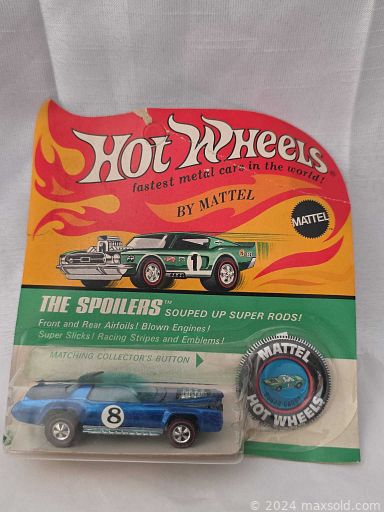 HOT WHEELS®
fastest metal cars in the world!
BY MATTEL
MATTEL
1
THE SPOILERS™ SOUPED UP SUPER RODS!
Front and Rear Airfoils! Blown Engines!
Super Slicks! Racing Stripes and Emblems!
MATCHING COLLECTOR'S BUTTON
MATTEL
HOT WHEELS
8
© 2024 maxsold.com